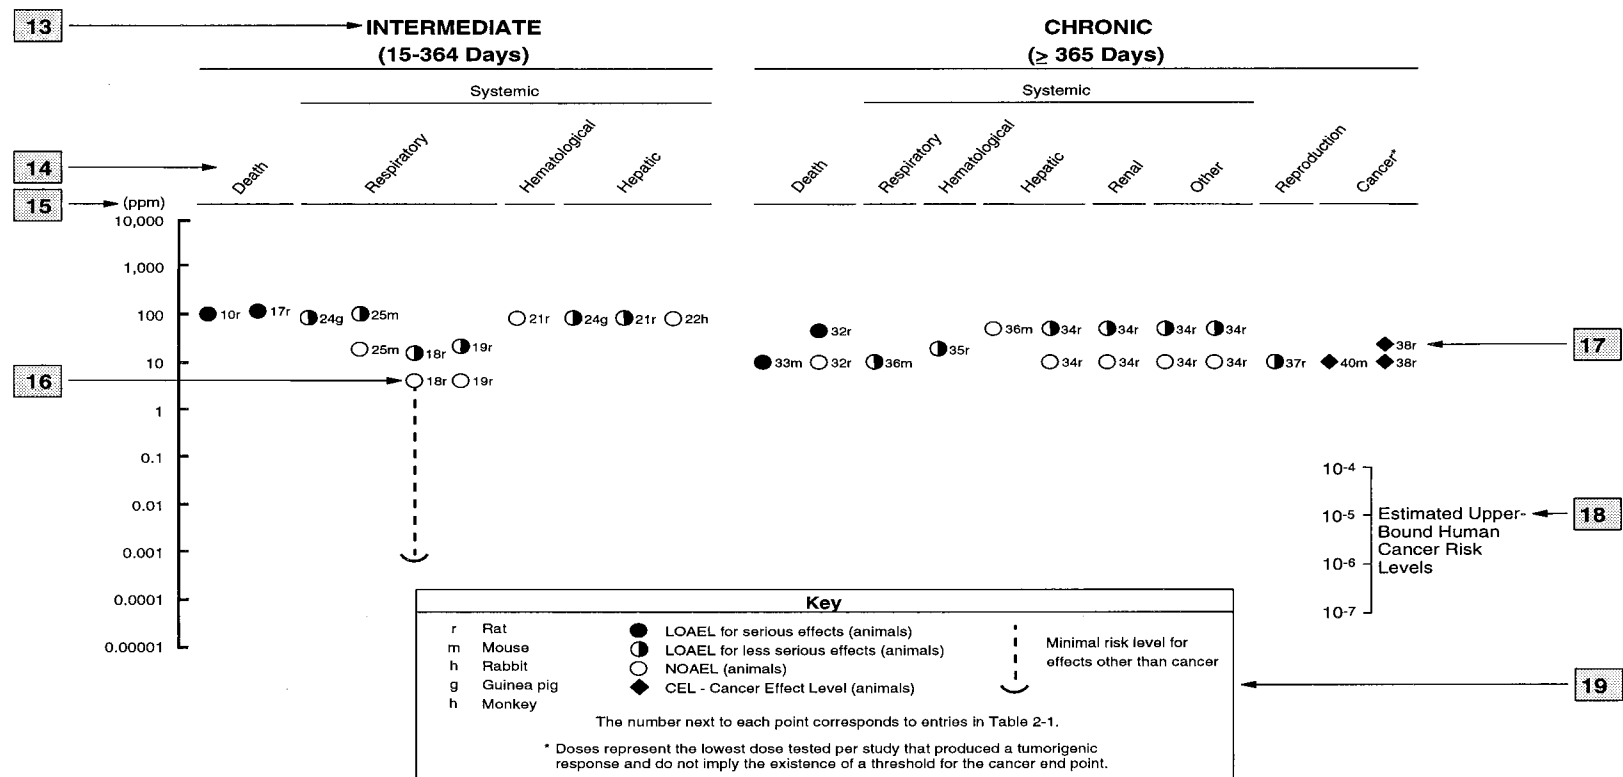 13 INTERMEDIATE CHRONIC
(15-364 Days) (≥ 365 Days)
Systemic Systemic
14 Death Respiratory Hematological Hepatic Death Respiratory Hematological Hepatic Renal Other Reproduction Cancer*
15 (ppm)
10,000
1,000
100 10r 17r 24g 25m 21r 24g 21r 22h 32r 36m 34r 34r 34r 34r
25m 18r 19r 35r 38r 17
10 33m 32r 36m 34r 34r 34r 34r 37r 40m 38r
16 18r 19r
1
0.1 10-4
0.01 10-5 Estimated Upper- 18
Bound Human
0.001 Cancer Risk
10-6 Levels
0.0001 10-7
0.00001
Key
r Rat LOAEL for serious effects (animals)
m Mouse LOAEL for less serious effects (animals) Minimal risk level for
h Rabbit NOAEL (animals) effects other than cancer
g Guinea pig CEL - Cancer Effect Level (animals) 19
h Monkey
The number next to each point corresponds to entries in Table 2-1.
* Doses represent the lowest dose tested per study that produced a tumorigenic
response and do not imply the existence of a threshold for the cancer end point.